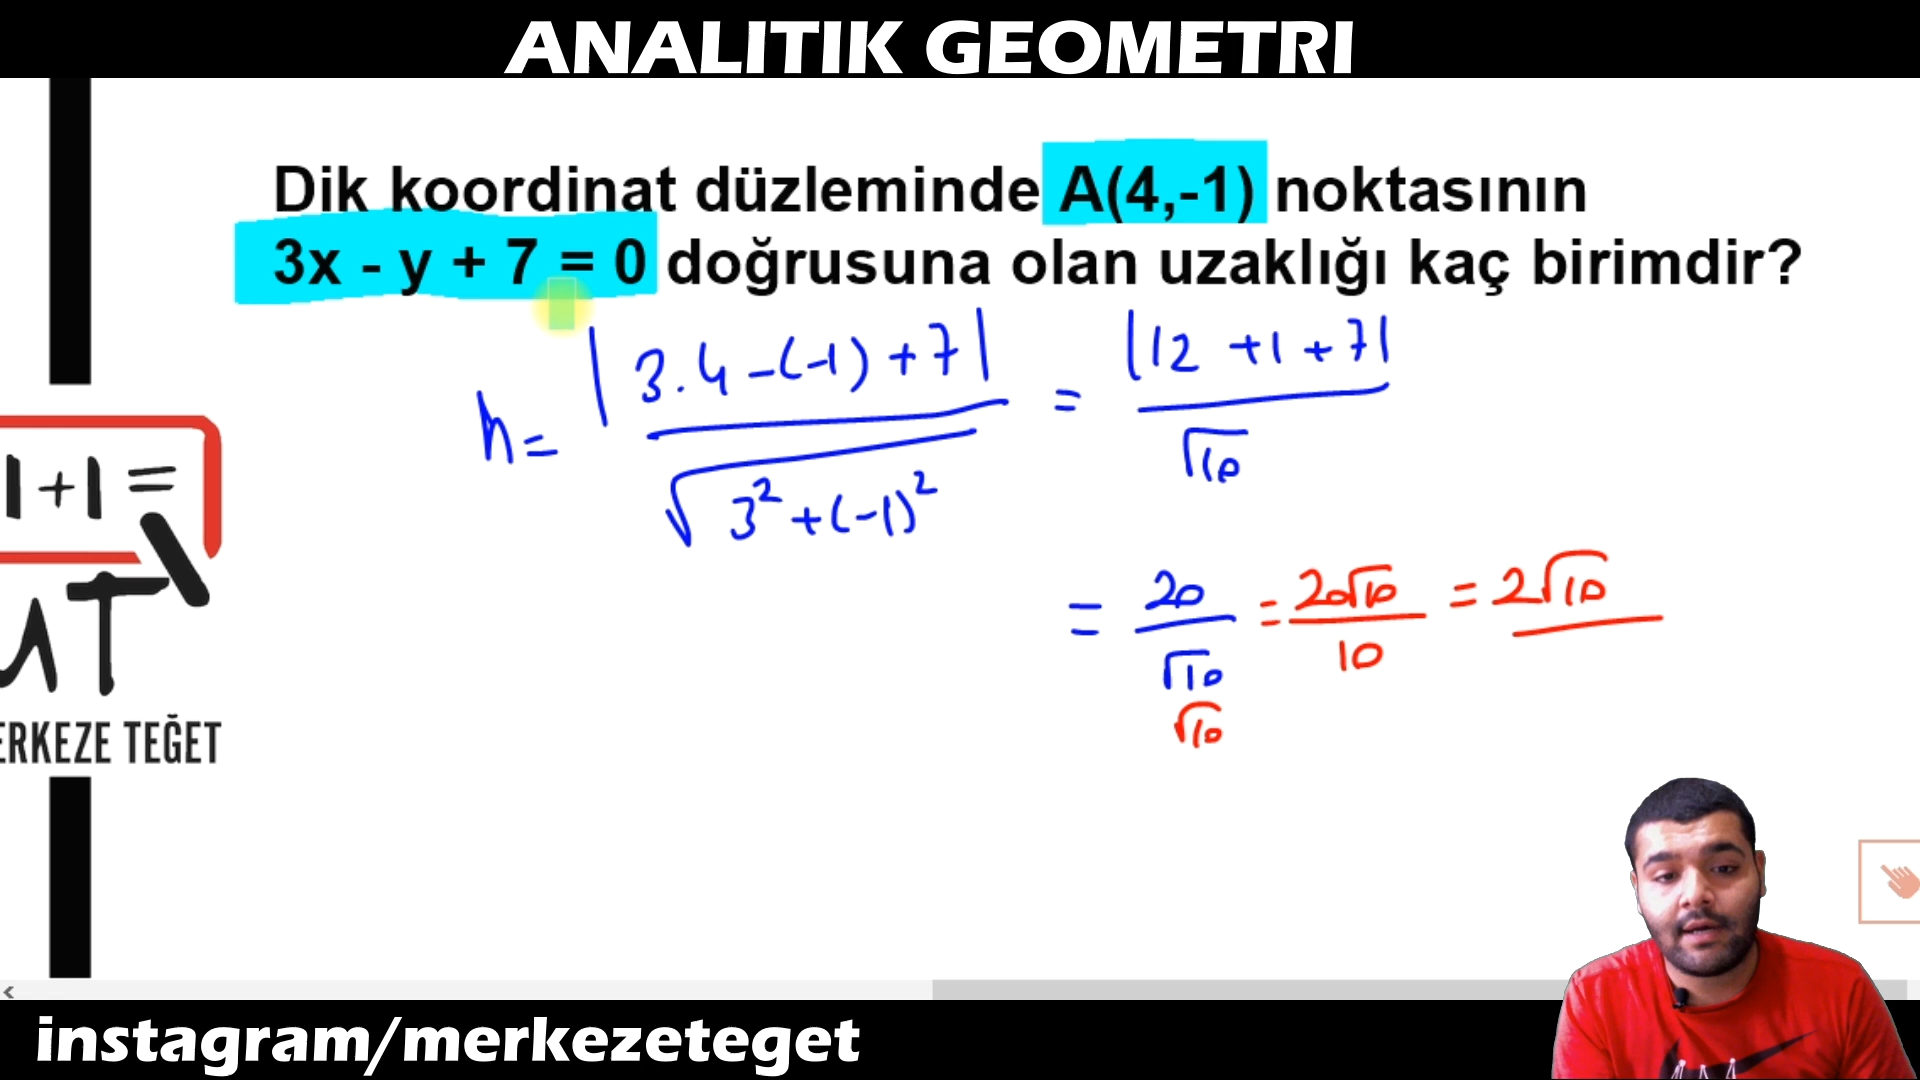 ANALITIK GEOMETRI
Dik koordinat düzleminde A(4,-1) noktasının
3x - y + 7 = 0 doğrusuna olan uzaklığı kaç birimdir?
h = |3.4-(-1)+7| / √3²+(-1)² = |12+1+7| / √10
= 20 / √10 = 20√10 / 10 = 2√10
√10
1+1=
UT
ERKEZE TEĞET
instagram/merkezeteget